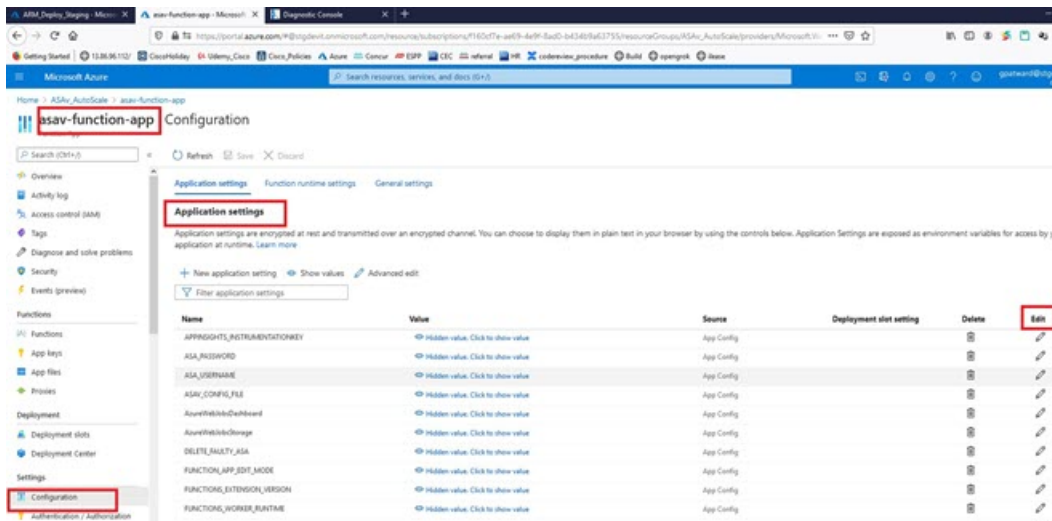 ARM_Deploy_Staging - Micro
asav-function-app - Microsoft
Diagnostic Console
Getting Started
CiscoHoliday
Udemy_Cisco
Cisco_Policies
Azure
Concur
ESPP
CEC
referral
HR
codereview_procedure
Build
opengrok
ilease
Microsoft Azure
Search resources, services, and docs (G+/)
Home > ASAv_AutoScale > asav-function-app
asav-function-app Configuration
Function App
Search (Ctrl+/)
Refresh Save Discard
Overview
Activity log
Access control (IAM)
Tags
Diagnose and solve problems
Security
Events (preview)
Functions
Functions
App keys
App files
Proxies
Deployment
Deployment slots
Deployment Center
Settings
Configuration
Authentication / Authorization
Application settings Function runtime settings General settings
Application settings
Application settings are encrypted at rest and transmitted over an encrypted channel. You can choose to display them in plain text in your browser by using the controls below. Application Settings are exposed as environment variables for access by
application at runtime. Learn more
New application setting Show values Advanced edit
Filter application settings
Name Value Source Deployment slot setting Delete Edit
APPINSIGHTS_INSTRUMENTATIONKEY Hidden value. Click to show value App Config
ASA_PASSWORD Hidden value. Click to show value App Config
ASA_USERNAME Hidden value. Click to show value App Config
ASAV_CONFIG_FILE Hidden value. Click to show value App Config
AzureWebJobsDashboard Hidden value. Click to show value App Config
AzureWebJobsStorage Hidden value. Click to show value App Config
DELETE_FAULTY_ASA Hidden value. Click to show value App Config
FUNCTION_APP_EDIT_MODE Hidden value. Click to show value App Config
FUNCTIONS_EXTENSION_VERSION Hidden value. Click to show value App Config
FUNCTIONS_WORKER_RUNTIME Hidden value. Click to show value App Config